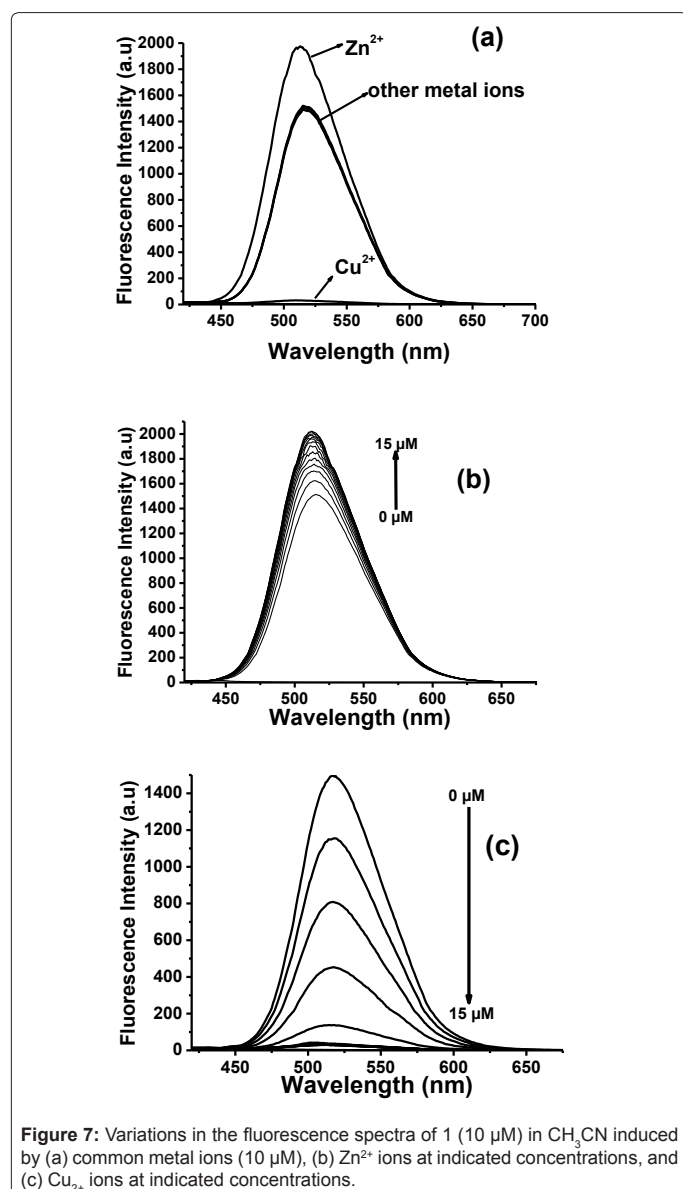 (a)
2000
1800
1600
1400
1200
1000
800
600
400
200
0
Fluorescence Intensity (a.u)
Zn²⁺
other metal ions
Cu²⁺
450 500 550 600 650 700
Wavelength (nm)
2000
1800
1600
1400
1200
1000
800
600
400
200
0
Fluorescence Intensity (a.u)
15 µM
(b)
0 µM
450 500 550 600 650
Wavelength (nm)
1400
1200
1000
800
600
400
200
0
Fluorescence Intensity (a.u)
0 µM
(c)
15 µM
450 500 550 600 650
Wavelength (nm)
Figure 7: Variations in the fluorescence spectra of 1 (10 µM) in CH₃CN induced
by (a) common metal ions (10 µM), (b) Zn²⁺ ions at indicated concentrations, and
(c) Cu₂₊ ions at indicated concentrations.